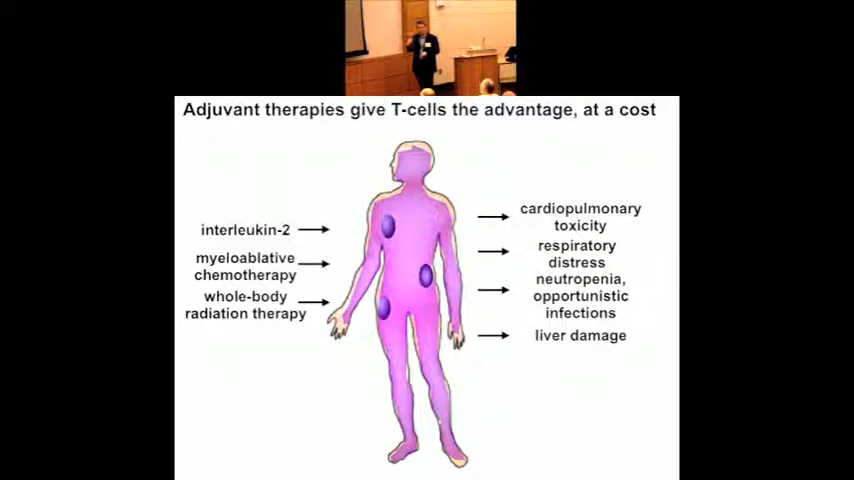 Adjuvant therapies give T-cells the advantage, at a cost
interleukin-2
myeloablative
chemotherapy
whole-body
radiation therapy
cardiopulmonary
toxicity
respiratory
distress
neutropenia,
opportunistic
infections
liver damage